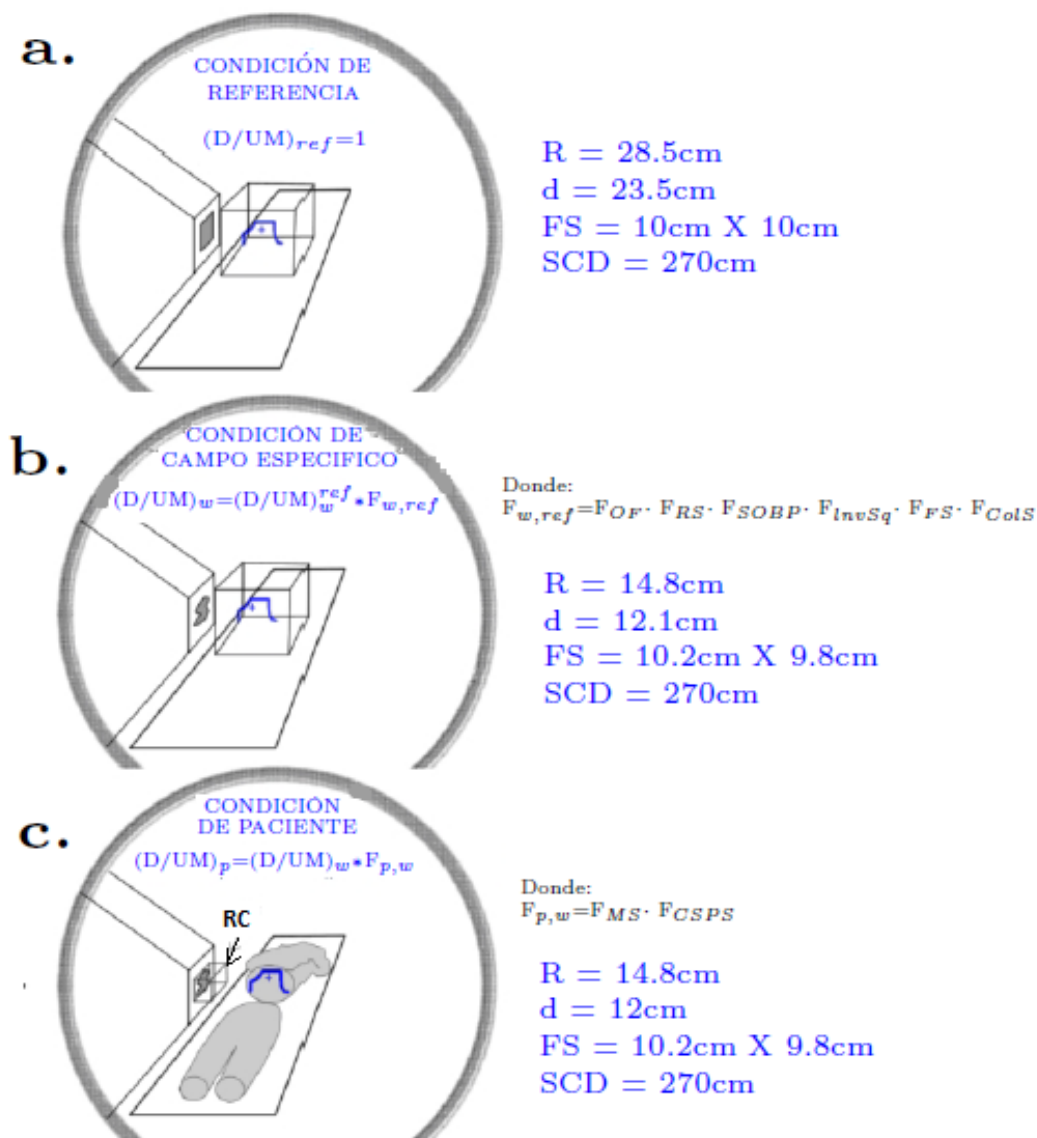 a.
CONDICIÓN DE
REFERENCIA
(D/UM)ref=1
R = 28.5cm
d = 23.5cm
FS = 10cm X 10cm
SCD = 270cm
b.
CONDICIÓN DE
CAMPO ESPECIFICO
(D/UM)w=(D/UM)w^ref*Fw,ref
Donde:
Fw,ref=FOF· FRS· FSOBP· FInvSq· FFS· FColS
R = 14.8cm
d = 12.1cm
FS = 10.2cm X 9.8cm
SCD = 270cm
c.
CONDICIÓN
DE PACIENTE
(D/UM)p=(D/UM)w*Fp,w
RC
Donde:
Fp,w=FMS· FCSPS
R = 14.8cm
d = 12cm
FS = 10.2cm X 9.8cm
SCD = 270cm